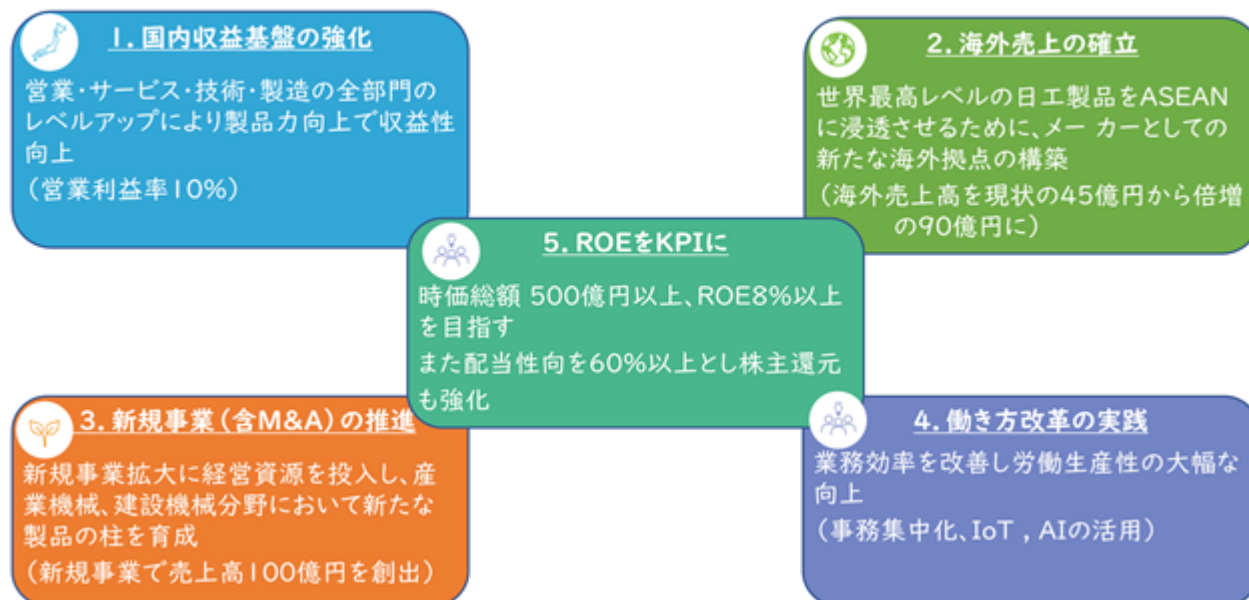 1. 国内収益基盤の強化
営業・サービス・技術・製造の全部門の
レベルアップにより製品力向上で収益性
向上
(営業利益率10%)
2. 海外売上の確立
世界最高レベルの日工製品をASEAN
に浸透させるために、メー カーとしての
新たな海外拠点の構築
(海外売上高を現状の45億円から倍増
の90億円に)
5. ROEをKPIに
時価総額 500億円以上、ROE8%以上
を目指す
また配当性向を60%以上とし株主還元
も強化
3. 新規事業(含M&A)の推進
新規事業拡大に経営資源を投入し、産
業機械、建設機械分野において新たな
製品の柱を育成
(新規事業で売上高100億円を創出)
4. 働き方改革の実践
業務効率を改善し労働生産性の大幅な
向上
(事務集中化、IoT , AIの活用)